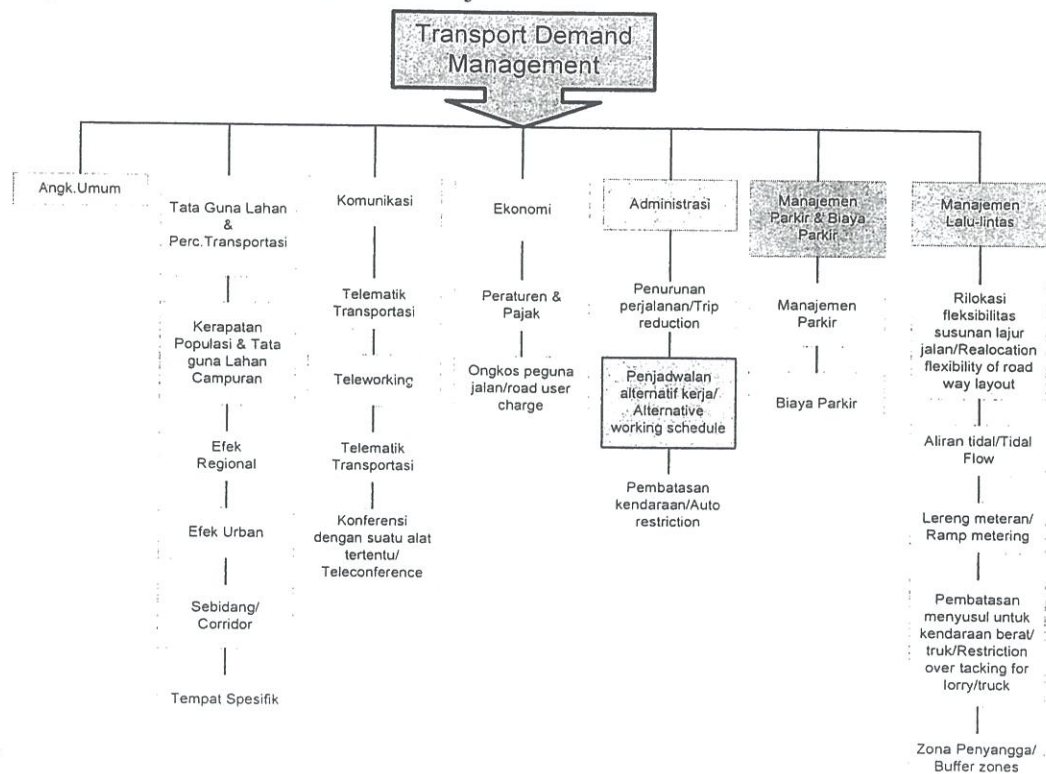 Transport Demand
Management
Angk.Umum
Tata Guna Lahan
&
Perc.Transportasi
Kerapatan
Populasi & Tata
guna Lahan
Campuran
Efek
Regional
Efek Urban
Sebidang/
Corridor
Tempat Spesifik
Komunikasi
Telematik
Transportasi
Teleworking
Telematik
Transportasi
Konferensi
dengan suatu alat
tertentu/
Teleconference
Ekonomi
Peraturen &
Pajak
Ongkos peguna
jalan/road user
charge
Administrasi
Penurunan
perjalanan/Trip
reduction
Penjadwalan
alternatif kerja/
Alternative
working schedule
Pembatasan
kendaraan/Auto
restriction
Manajemen
Parkir & Biaya
Parkir
Manajemen
Parkir
Biaya Parkir
Manajemen
Lalu-lintas
Rilokasi
fleksibilitas
susunan lajur
jalan/Realocation
flexibility of road
way layout
Aliran tidal/Tidal
Flow
Lereng meteran/
Ramp metering
Pembatasan
menyusul untuk
kendaraan berat/
truk/Restriction
over tacking for
lorry/truck
Zona Penyangga/
Buffer zones